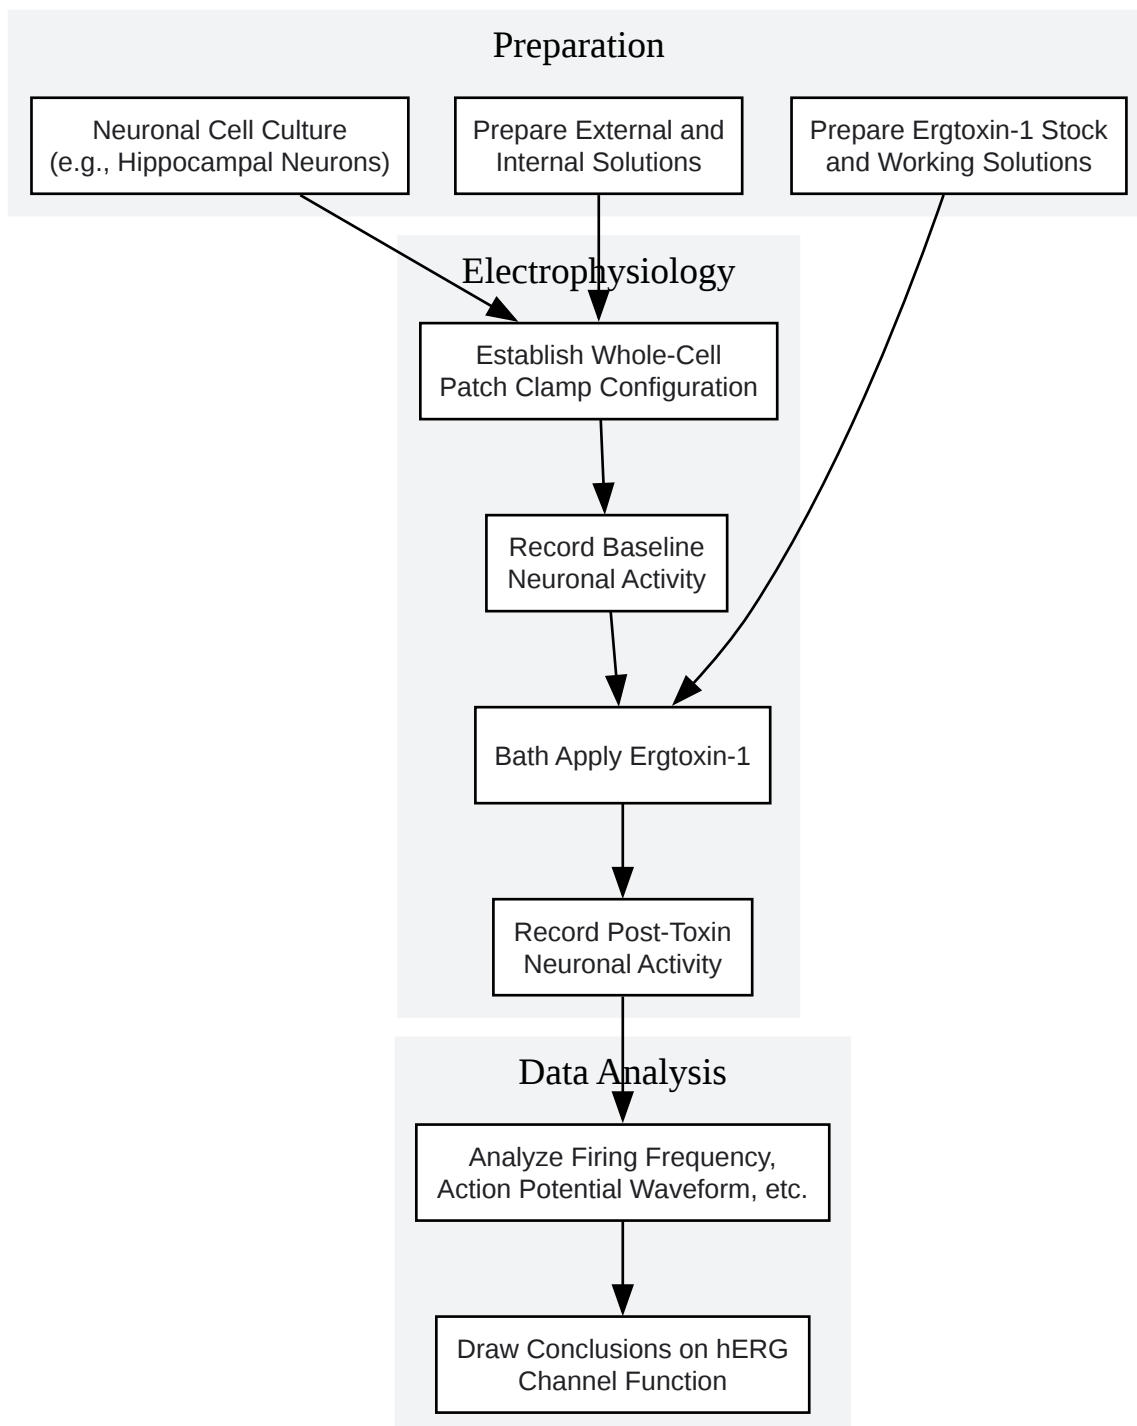 Preparation
Neuronal Cell Culture
(e.g., Hippocampal Neurons)
Prepare External and
Internal Solutions
Prepare Ergtoxin-1 Stock
and Working Solutions
Electrophysiology
Establish Whole-Cell
Patch Clamp Configuration
Record Baseline
Neuronal Activity
Bath Apply Ergtoxin-1
Record Post-Toxin
Neuronal Activity
Data Analysis
Analyze Firing Frequency,
Action Potential Waveform, etc.
Draw Conclusions on hERG
Channel Function